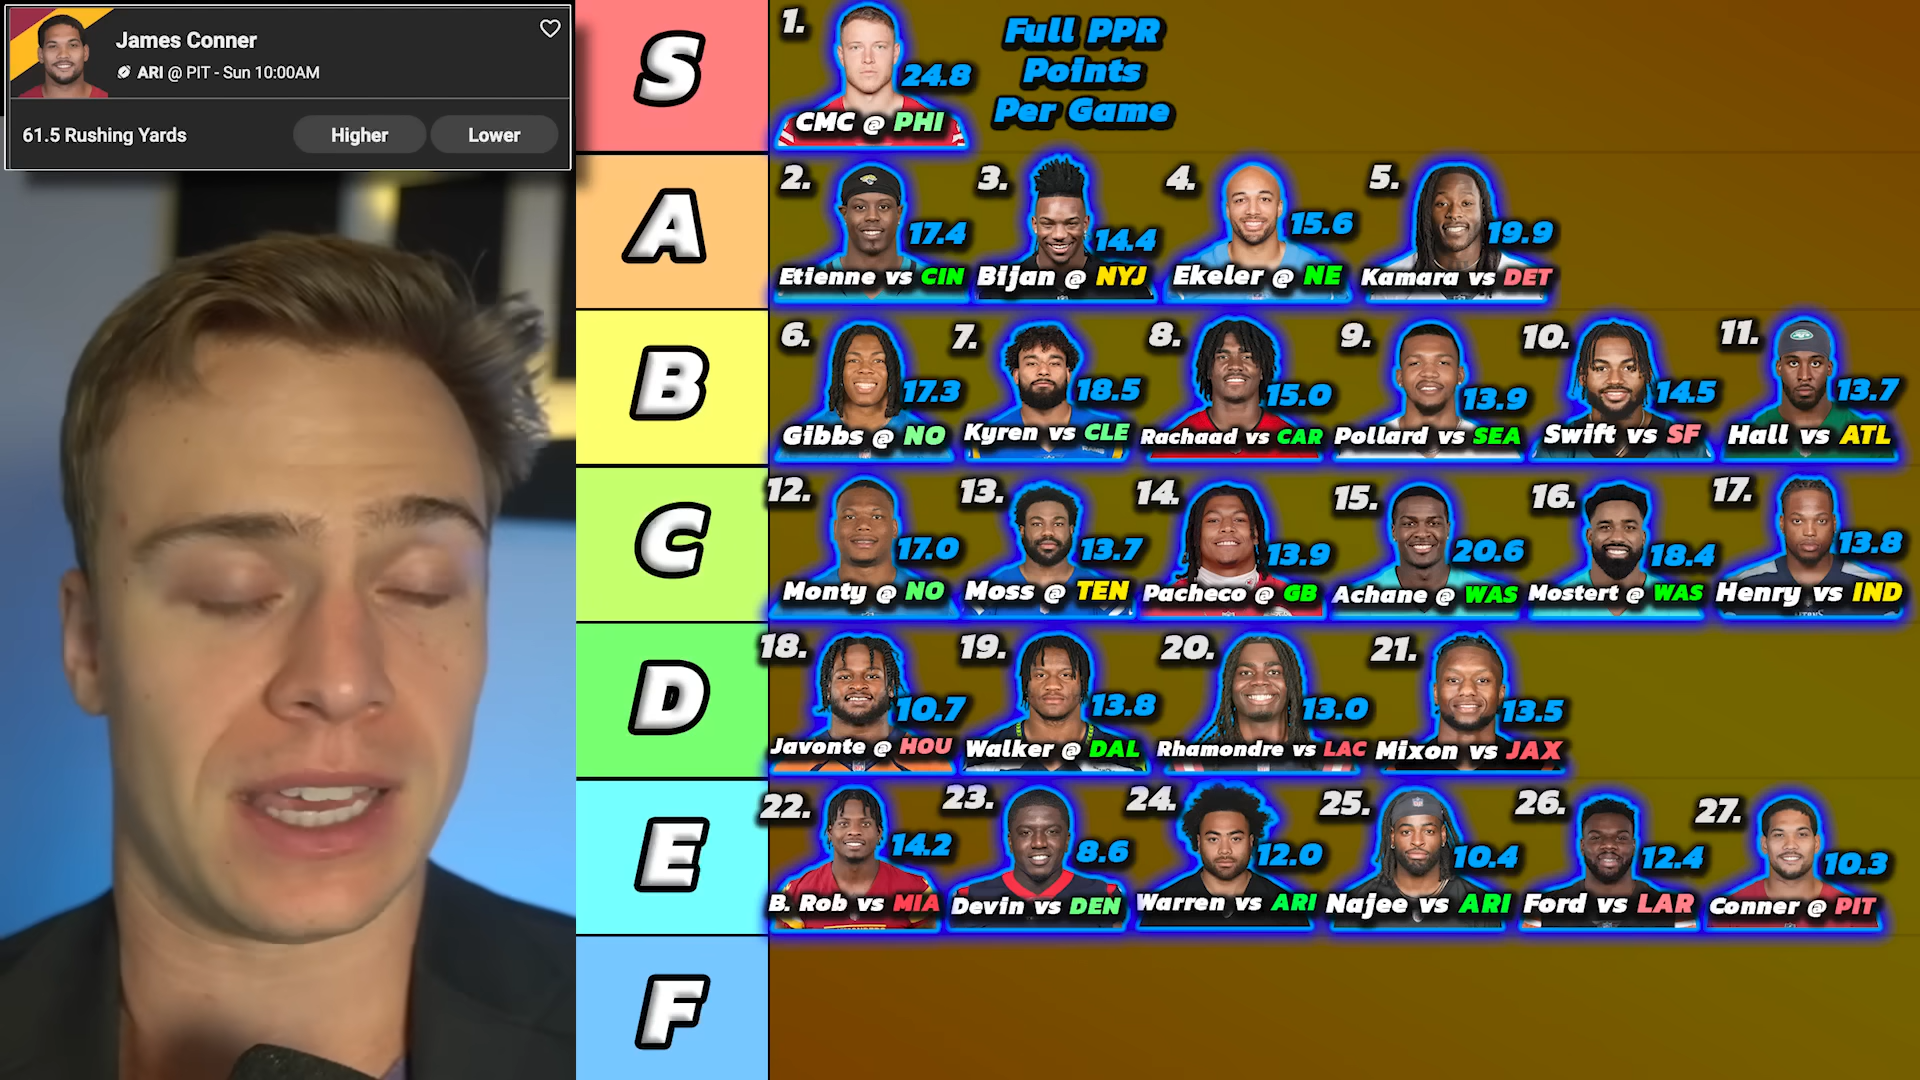 James Conner
ARI @ PIT - Sun 10:00AM
61.5 Rushing Yards
Higher
Lower
S
1.
24.8
CMC @ PHI
Full PPR
Points
Per Game
A
2.
17.4
Etienne vs CIN
3.
14.4
Bijan @ NYJ
4.
15.6
Ekeler @ NE
5.
19.9
Kamara vs DET
B
6.
17.3
Gibbs @ NO
7.
18.5
Kyren vs CLE
8.
15.0
Rachaad vs CAR
9.
13.9
Pollard vs SEA
10.
14.5
Swift vs SF
11.
13.7
Hall vs ATL
C
12.
17.0
Monty @ NO
13.
13.7
Moss @ TEN
14.
13.9
Pacheco @ GB
15.
20.6
Achane @ WAS
16.
18.4
Mostert @ WAS
17.
13.8
Henry vs IND
D
18.
10.7
Javonte @ HOU
19.
13.8
Walker @ DAL
20.
13.0
Rhamondre vs LAC
21.
13.5
Mixon vs JAX
E
22.
14.2
B. Rob vs MIA
23.
8.6
Devin vs DEN
24.
12.0
Warren vs ARI
25.
10.4
Najee vs ARI
26.
12.4
Ford vs LAR
27.
10.3
Conner @ PIT
F